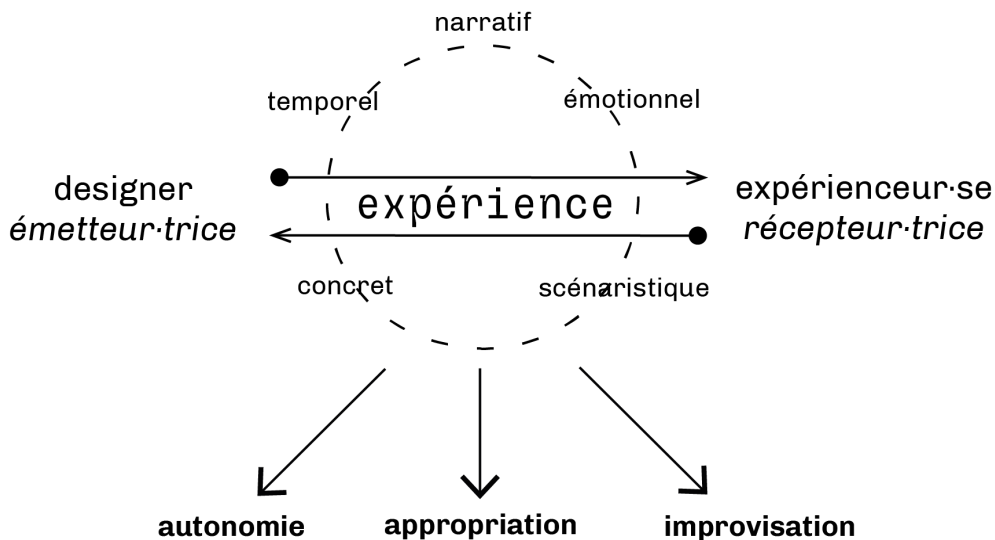 narratif
temporel
émotionnel
designer
émetteur·trice
expérience
expérienceur·se
récepteur·trice
concret
scénaristique
autonomie
appropriation
improvisation